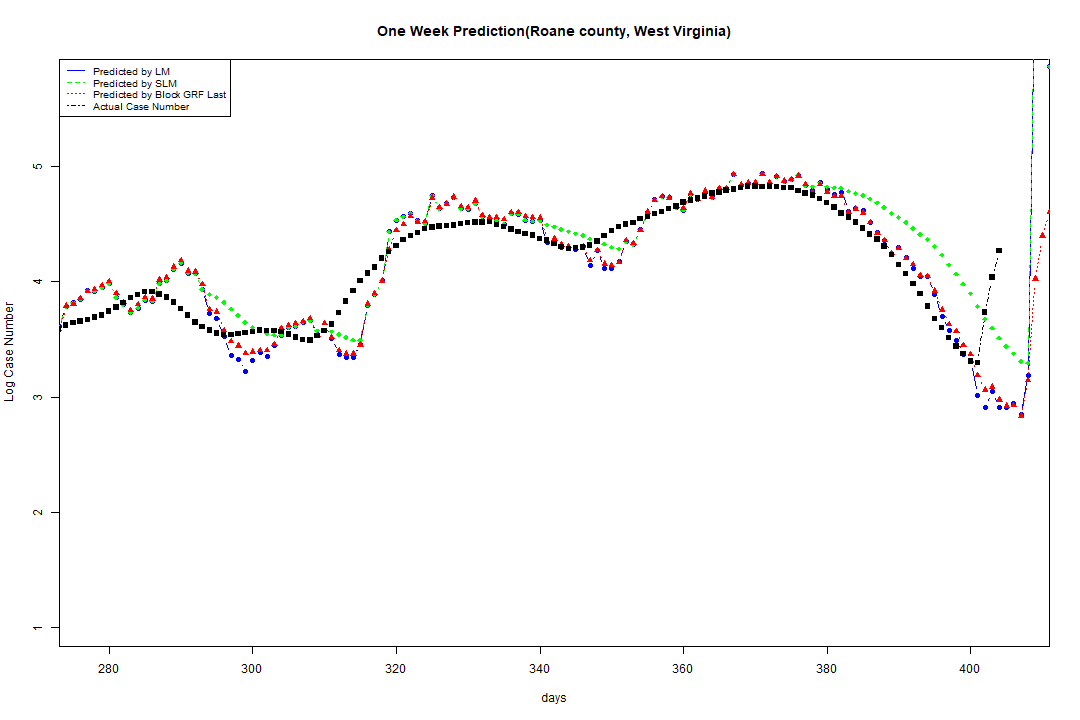 One Week Prediction(Roane county, West Virginia)
Predicted by LM
Predicted by SLM
Predicted by Block GRF Last
Actual Case Number
5
4
3
2
1
Log Case Number
280 300 320 340 360 380 400
days